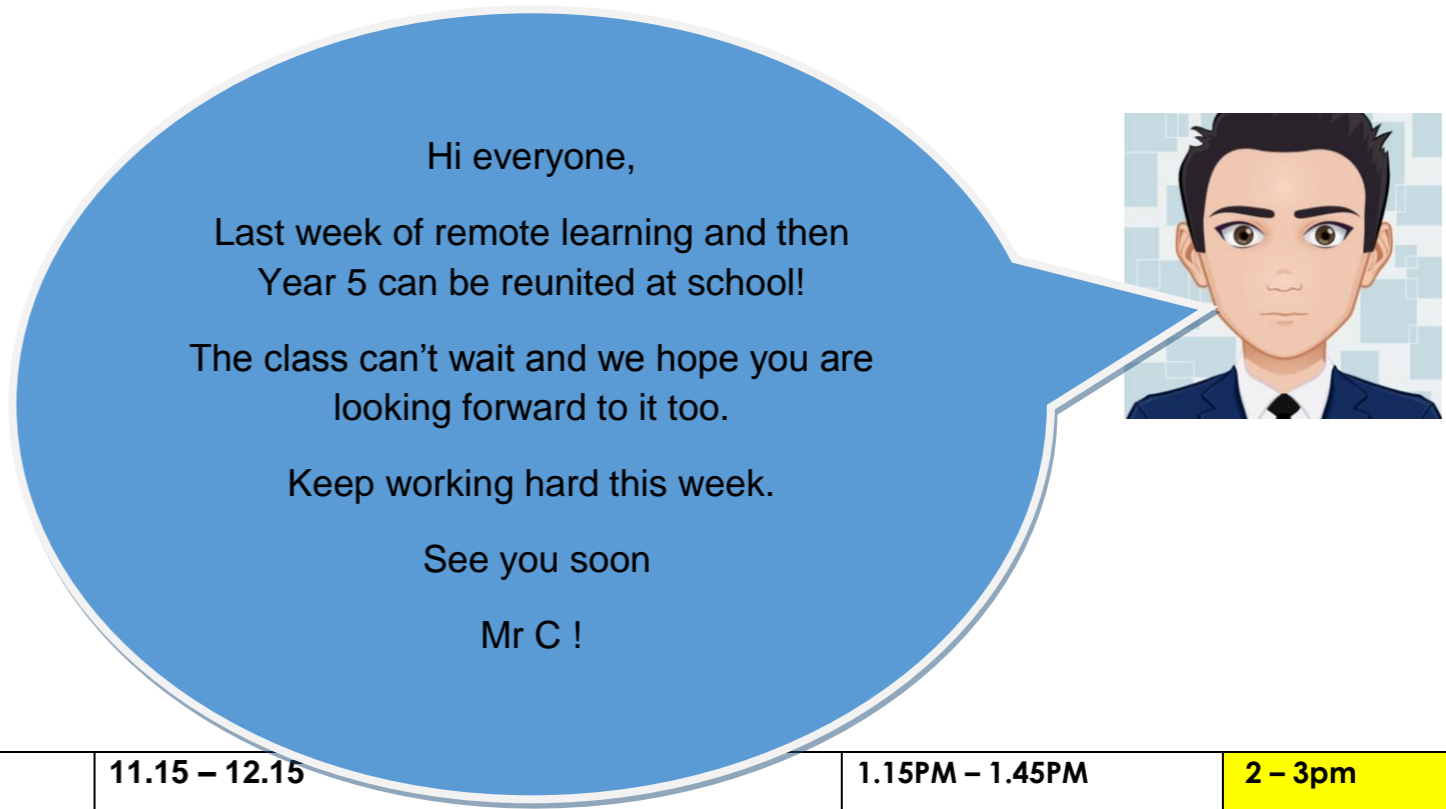 Hi everyone,
Last week of remote learning and then
Year 5 can be reunited at school!
The class can’t wait and we hope you are
looking forward to it too.
Keep working hard this week.
See you soon
Mr C !
11.15 – 12.15 1.15PM – 1.45PM 2 – 3pm